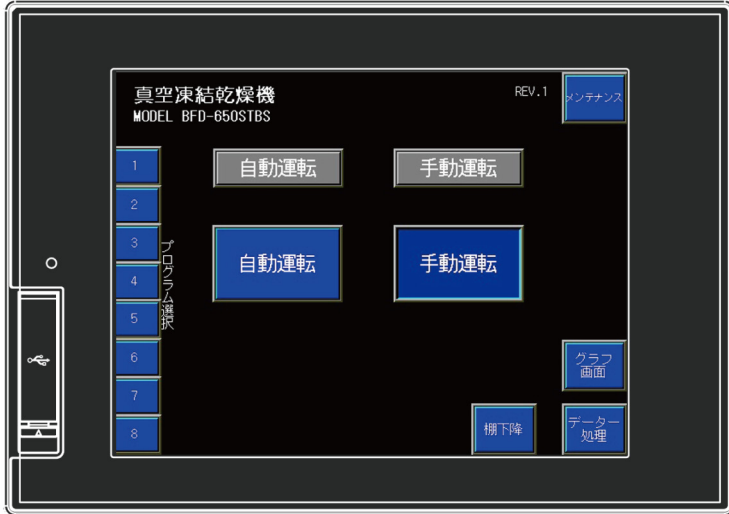 真空凍結乾燥機
MODEL BFD-650STBS
REV.1
メンテナンス
自動運転
手動運転
自動運転
手動運転
1
2
3
4
5
6
7
8
プログラム選択
グラフ
画面
棚下降
データー
処理